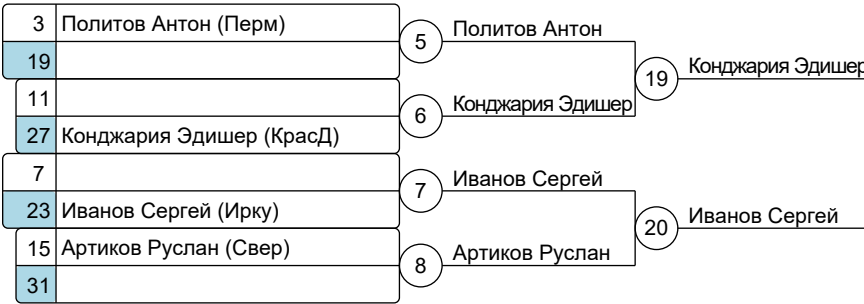 3 Политов Антон (Перм)
19
11
27 Конджария Эдишер (КрасД)
7
23 Иванов Сергей (Ирку)
15 Артиков Руслан (Свер)
31
5 Политов Антон
6 Конджария Эдишер
7 Иванов Сергей
8 Артиков Руслан
19 Конджария Эдишер
20 Иванов Сергей